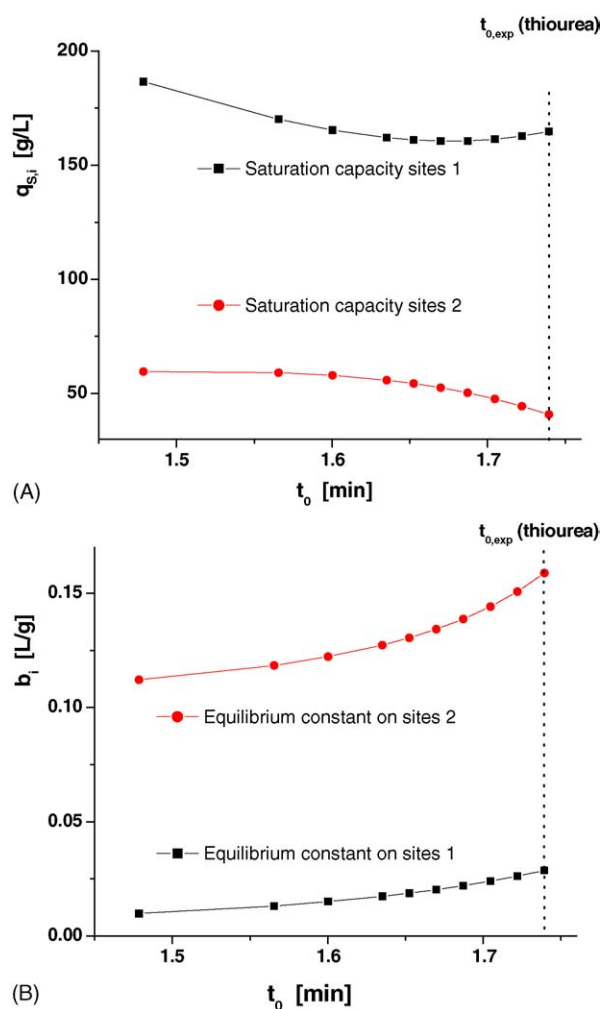 t0,exp (thiourea)
200
150
100
50
qS,i [g/L]
Saturation capacity sites 1
Saturation capacity sites 2
1.5
1.6
1.7
(A)
t0 [min]
t0,exp (thiourea)
0.15
0.10
0.05
0.00
bi [L/g]
Equilibrium constant on sites 2
Equilibrium constant on sites 1
1.5
1.6
1.7
(B)
t0 [min]